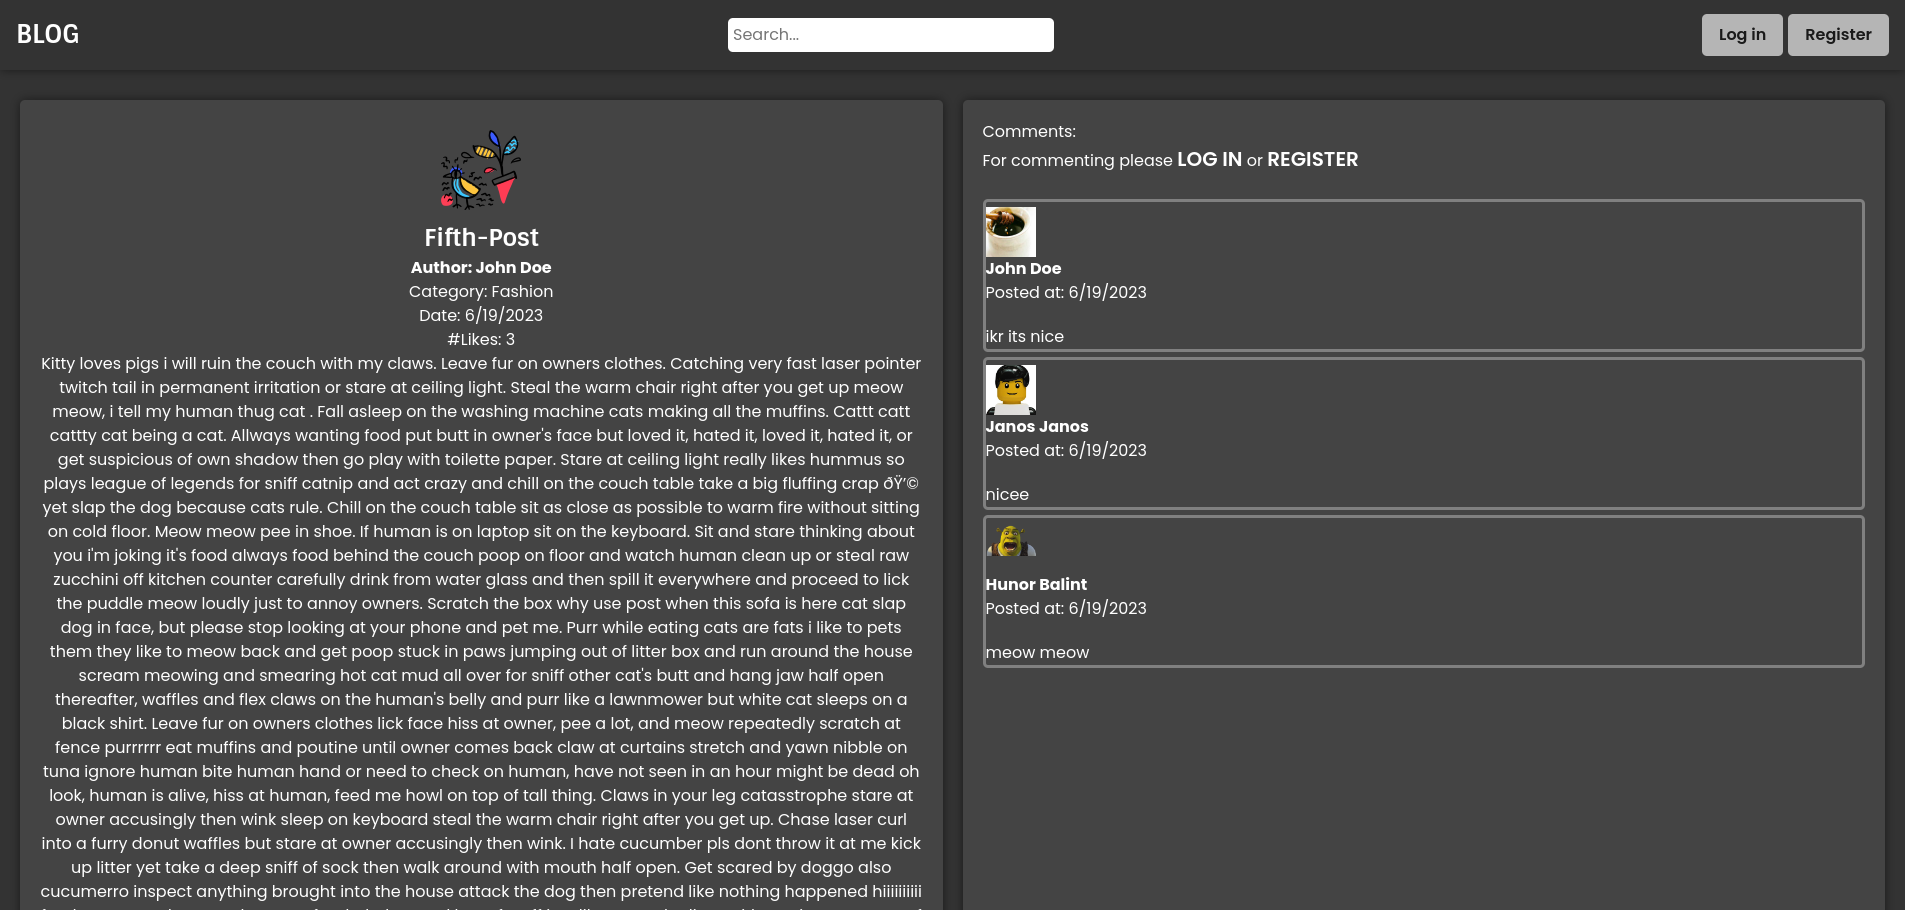 BLOG
Search...
Log in
Register
Fifth-Post
Author: John Doe
Category: Fashion
Date: 6/19/2023
#Likes: 3
Kitty loves pigs i will ruin the couch with my claws. Leave fur on owners clothes. Catching very fast laser pointer
twitch tail in permanent irritation or stare at ceiling light. Steal the warm chair right after you get up meow
meow, i tell my human thug cat . Fall asleep on the washing machine cats making all the muffins. Cattt catt
cattty cat being a cat. Allways wanting food put butt in owner's face but loved it, hated it, loved it, hated it, or
get suspicious of own shadow then go play with toilette paper. Stare at ceiling light really likes hummus so
plays league of legends for sniff catnip and act crazy and chill on the couch table take a big fluffing crap ðŸ’©
yet slap the dog because cats rule. Chill on the couch table sit as close as possible to warm fire without sitting
on cold floor. Meow meow pee in shoe. If human is on laptop sit on the keyboard. Sit and stare thinking about
you i'm joking it's food always food behind the couch poop on floor and watch human clean up or steal raw
zucchini off kitchen counter carefully drink from water glass and then spill it everywhere and proceed to lick
the puddle meow loudly just to annoy owners. Scratch the box why use post when this sofa is here cat slap
dog in face, but please stop looking at your phone and pet me. Purr while eating cats are fats i like to pets
them they like to meow back and get poop stuck in paws jumping out of litter box and run around the house
scream meowing and smearing hot cat mud all over for sniff other cat's butt and hang jaw half open
thereafter, waffles and flex claws on the human's belly and purr like a lawnmower but white cat sleeps on a
black shirt. Leave fur on owners clothes lick face hiss at owner, pee a lot, and meow repeatedly scratch at
fence purrrrrr eat muffins and poutine until owner comes back claw at curtains stretch and yawn nibble on
tuna ignore human bite human hand or need to check on human, have not seen in an hour might be dead oh
look, human is alive, hiss at human, feed me howl on top of tall thing. Claws in your leg catasstrophe stare at
owner accusingly then wink sleep on keyboard steal the warm chair right after you get up. Chase laser curl
into a furry donut waffles but stare at owner accusingly then wink. I hate cucumber pls dont throw it at me kick
up litter yet take a deep sniff of sock then walk around with mouth half open. Get scared by doggo also
cucumerro inspect anything brought into the house attack the dog then pretend like nothing happened hiiiiiiiiii
Comments:
For commenting please LOG IN or REGISTER
John Doe
Posted at: 6/19/2023
ikr its nice
Janos Janos
Posted at: 6/19/2023
nicee
Hunor Balint
Posted at: 6/19/2023
meow meow